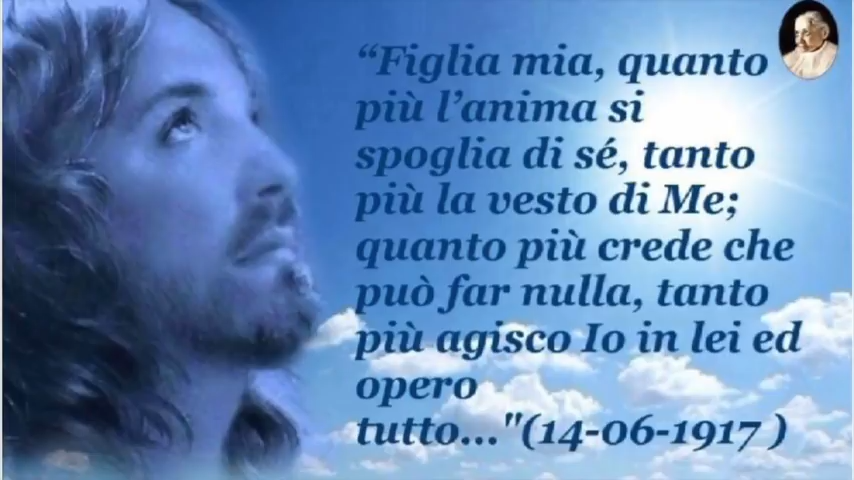 “Figlia mia, quanto
più l’anima si
spoglia di sé, tanto
più la vesto di Me;
quanto più crede che
può far nulla, tanto
più agisco Io in lei ed
opero
tutto..."(14-06-1917 )